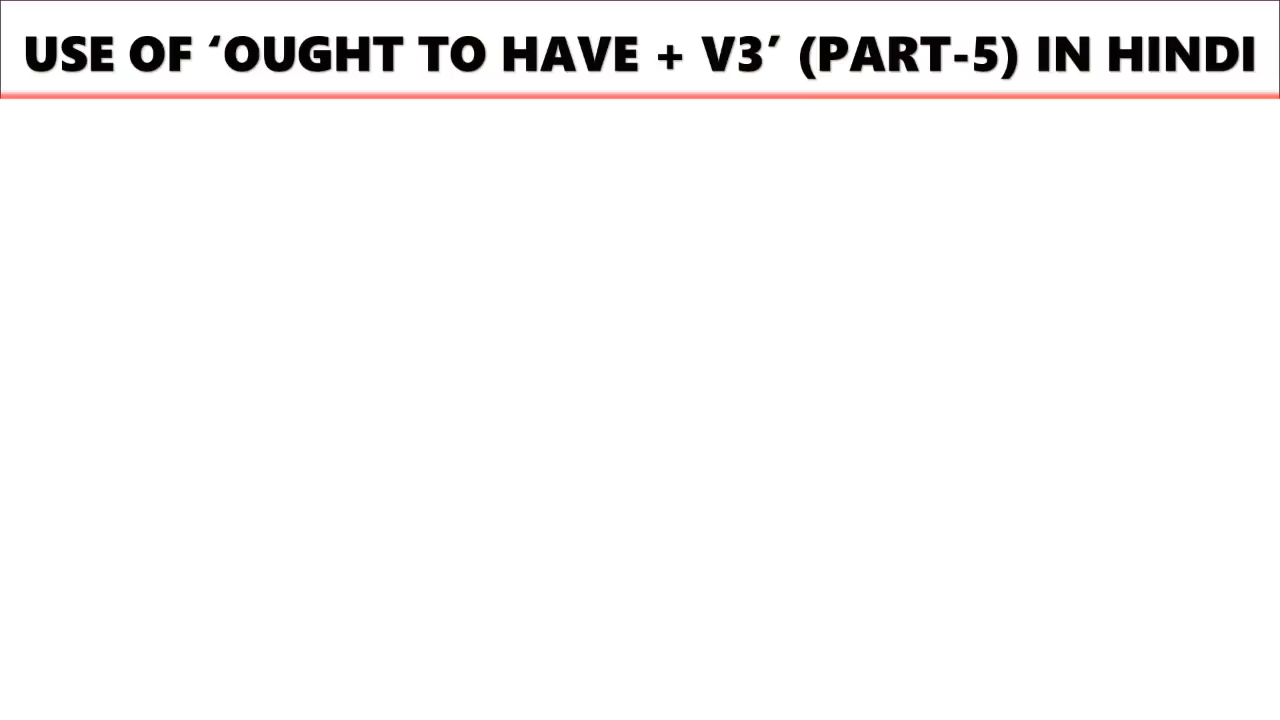 USE OF ‘OUGHT TO HAVE + V3’ (PART-5) IN HINDI